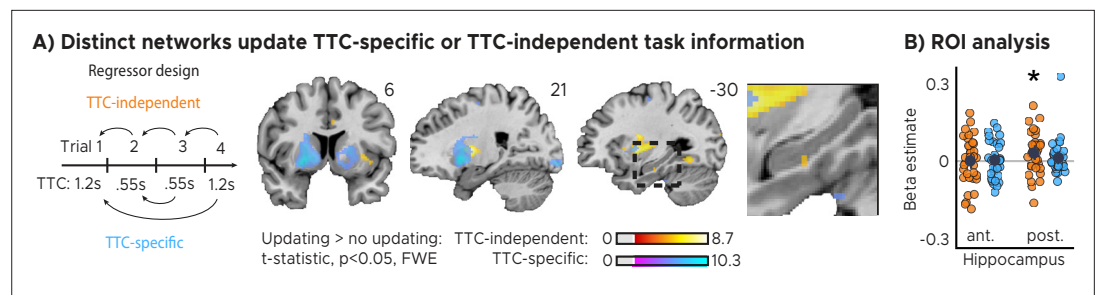 A) Distinct networks update TTC-specific or TTC-independent task information
Regressor design
TTC-independent
Trial 1 2 3 4
TTC: 1.2s .55s .55s 1.2s
TTC-specific
6
21
-30
Updating > no updating:
t-statistic, p<0.05, FWE
TTC-independent: 0 8.7
TTC-specific: 0 10.3
B) ROI analysis
Beta estimate
0.3
0
-0.3
*
ant. post.
Hippocampus